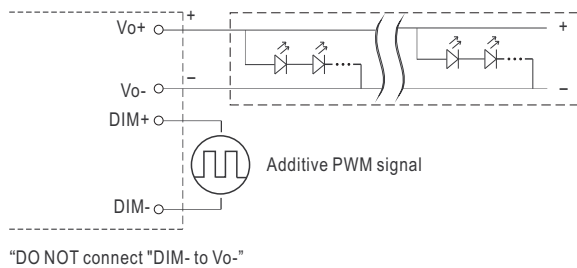 Vo+
+
+
Vo-
−
−
DIM+
Additive PWM signal
DIM-
“DO NOT connect "DIM- to Vo-”